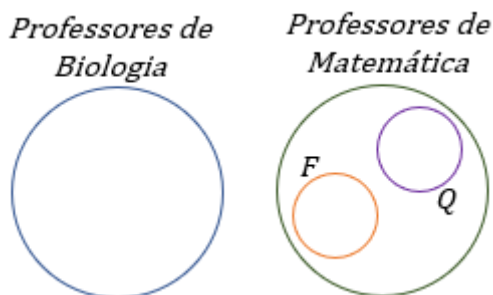 Professores de
Biologia
Professores de
Matemática
F
Q